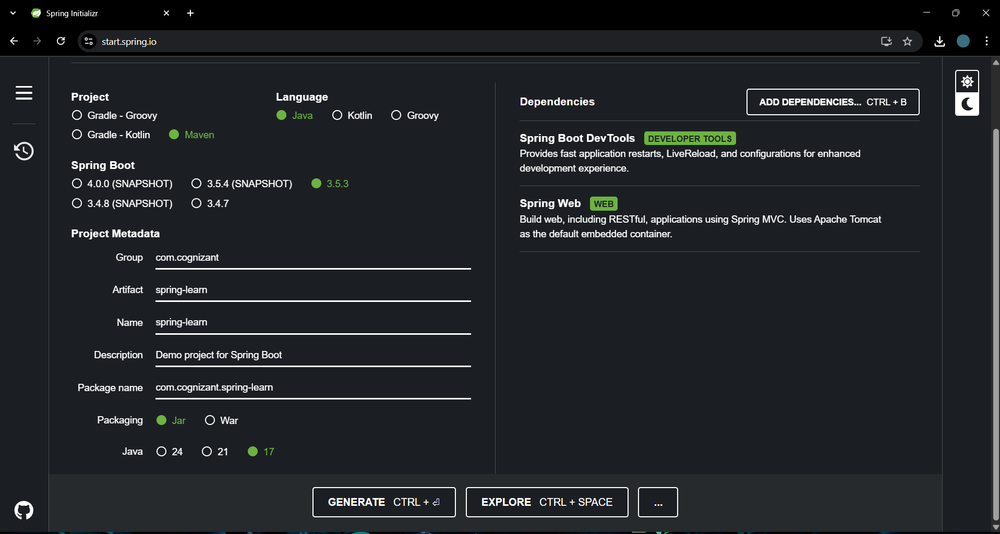 Spring Initializr
start.spring.io
Project
Gradle - Groovy
Gradle - Kotlin Maven
Language
Java Kotlin Groovy
Spring Boot
4.0.0 (SNAPSHOT) 3.5.4 (SNAPSHOT) 3.5.3
3.4.8 (SNAPSHOT) 3.4.7
Project Metadata
Group com.cognizant
Artifact spring-learn
Name spring-learn
Description Demo project for Spring Boot
Package name com.cognizant.spring-learn
Packaging Jar War
Java 24 21 17
Dependencies ADD DEPENDENCIES... CTRL + B
Spring Boot DevTools DEVELOPER TOOLS
Provides fast application restarts, LiveReload, and configurations for enhanced
development experience.
Spring Web WEB
Build web, including RESTful, applications using Spring MVC. Uses Apache Tomcat
as the default embedded container.
GENERATE CTRL + ⏎ EXPLORE CTRL + SPACE ...